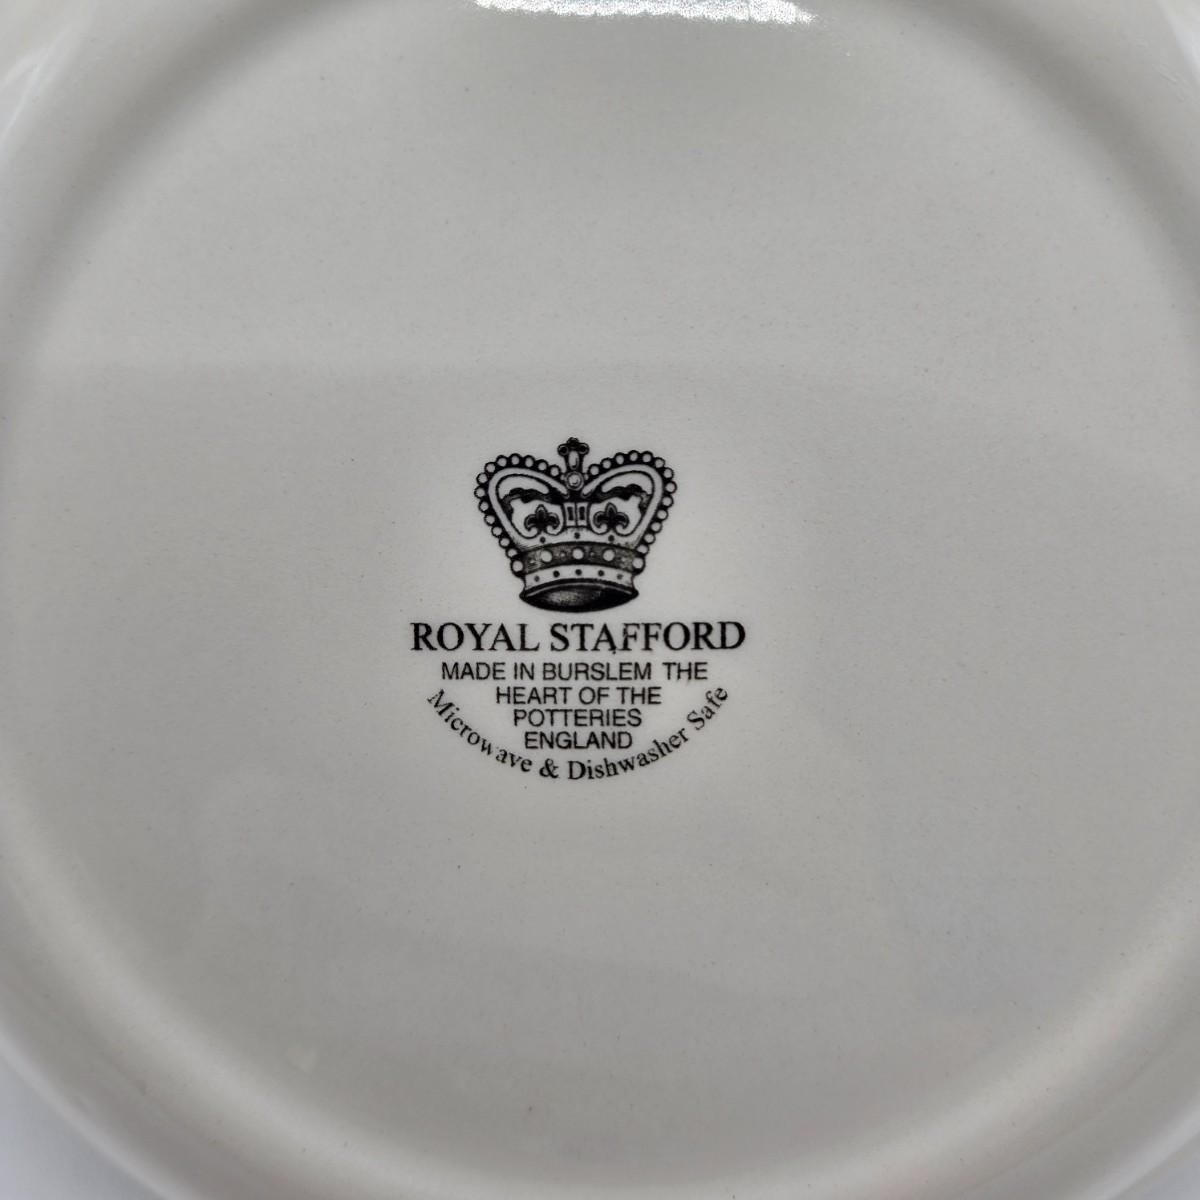 ROYAL STAFFORD
MADE IN BURSLEM THE
HEART OF THE
POTTERIES
ENGLAND
Microwave & Dishwasher Safe